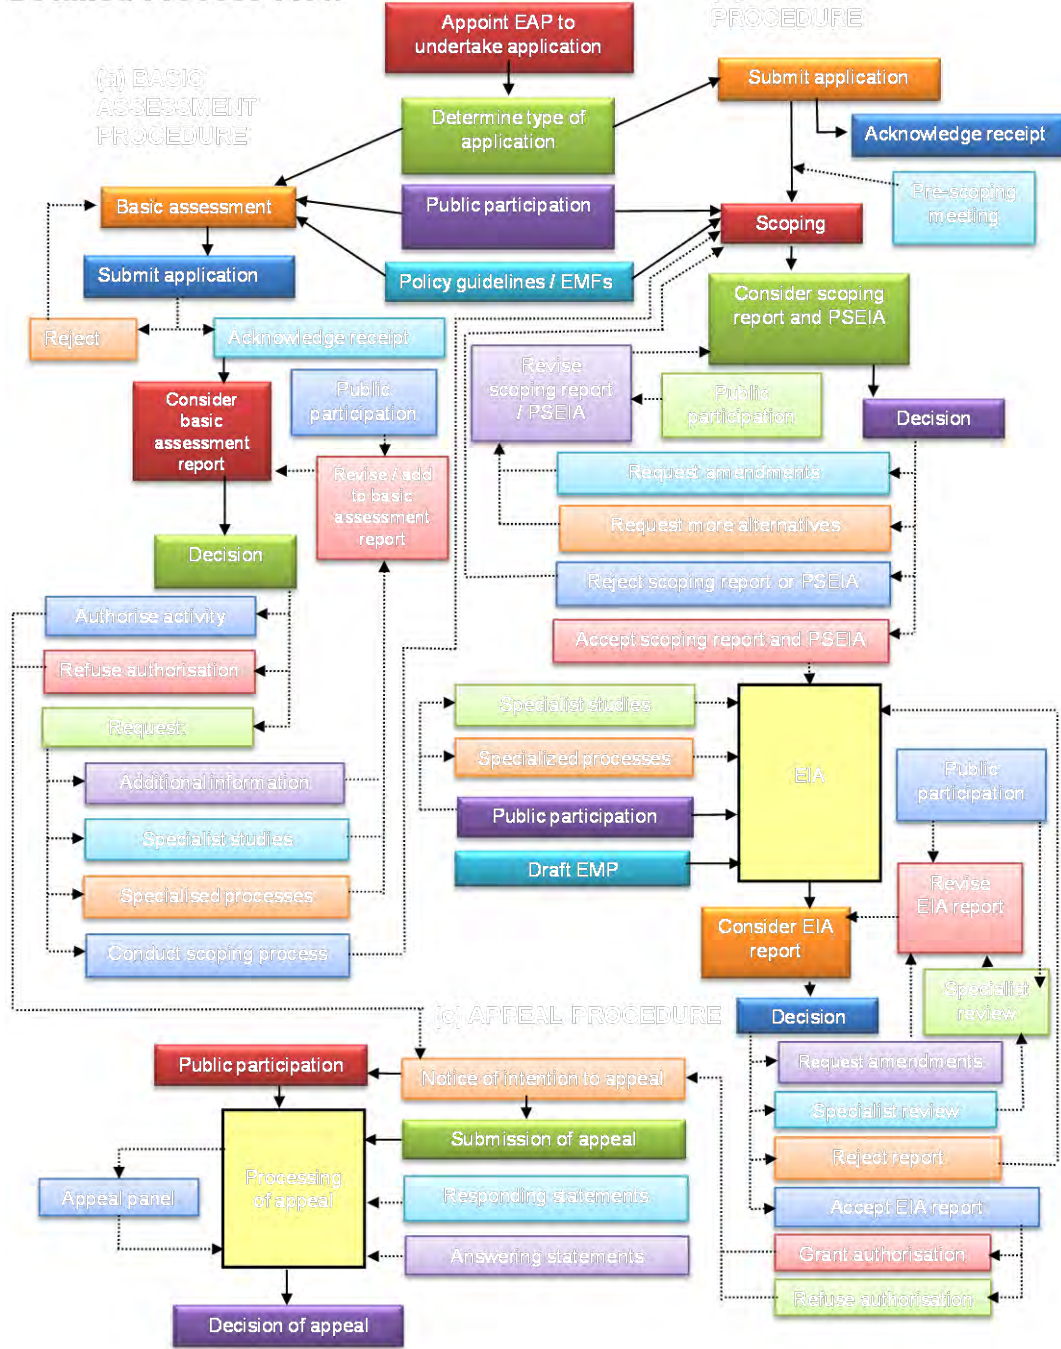 PROCEDURE
Appoint EAP to
undertake application
(a) BASIC
ASSESSMENT
PROCEDURE
Submit application
Determine type of
application
Acknowledge receipt
Pre-scoping
meeting
Basic assessment
Public participation
Scoping
Submit application
Policy guidelines / EMFs
Consider scoping
report and PSEIA
Reject
Acknowledge receipt
Revise
scoping report
/ PSEIA
Public
participation
Consider
basic
assessment
report
Public
participation
Decision
Revise / add
to basic
assessment
report
Request amendments
Request more alternatives
Decision
Reject scoping report or PSEIA
Authorise activity
Accept scoping report and PSEIA
Refuse authorisation
Request:
Specialist studies
Specialized processes
EIA
Public
participation
Additional information
Public participation
Specialist studies
Draft EMP
Specialised processes
Revise
EIA report
Conduct scoping process
Consider EIA
report
Specialist
review
(c) APPEAL PROCEDURE
Decision
Public participation
Notice of intention to appeal
Request amendments
Submission of appeal
Specialist review
Processing
of appeal
Reject report
Appeal panel
Responding statements
Accept EIA report
Answering statements
Grant authorisation
Refuse authorisation
Decision of appeal